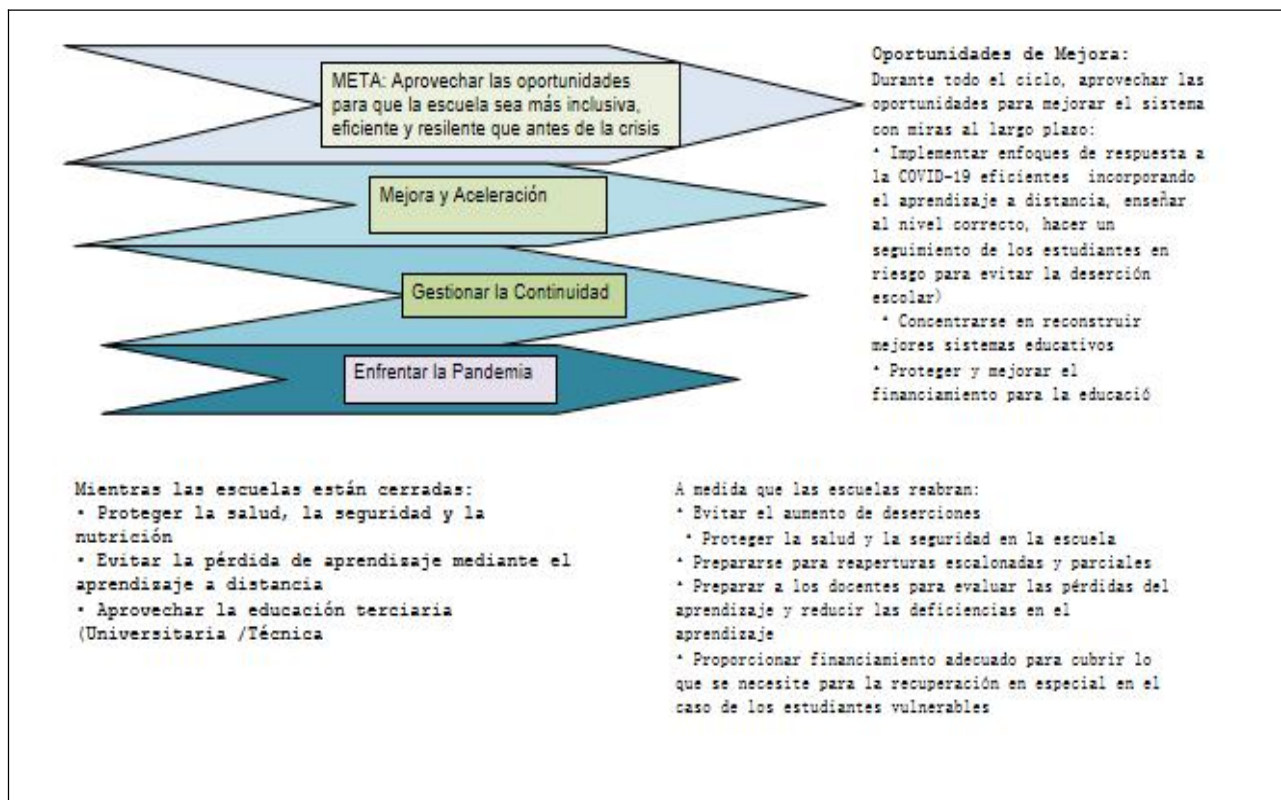 META: Aprovechar las oportunidades
para que la escuela sea más inclusiva,
eficiente y resilente que antes de la crisis
Mejora y Aceleración
Gestionar la Continuidad
Enfrentar la Pandemia
Oportunidades de Mejora:
Durante todo el ciclo, aprovechar las
oportunidades para mejorar el sistema
con miras al largo plazo:
* Implementar enfoques de respuesta a
la COVID-19 eficientes  incorporando
el aprendizaje a distancia, enseñar
al nivel correcto, hacer un
seguimiento de los estudiantes en
riesgo para evitar la deserción
escolar)
* Concentrarse en reconstruir
mejores sistemas educativos
* Proteger y mejorar el
financiamiento para la educació
Mientras las escuelas están cerradas:
• Proteger la salud, la seguridad y la
nutrición
• Evitar la pérdida de aprendizaje mediante el
aprendizaje a distancia
• Aprovechar la educación terciaria
(Universitaria /Técnica
A medida que las escuelas reabran:
* Evitar el aumento de deserciones
* Proteger la salud y la seguridad en la escuela
* Prepararse para reaperturas escalonadas y parciales
* Preparar a los docentes para evaluar las pérdidas del
aprendizaje y reducir las deficiencias en el
aprendizaje
* Proporcionar financiamiento adecuado para cubrir lo
que se necesite para la recuperación en especial en el
caso de los estudiantes vulnerables